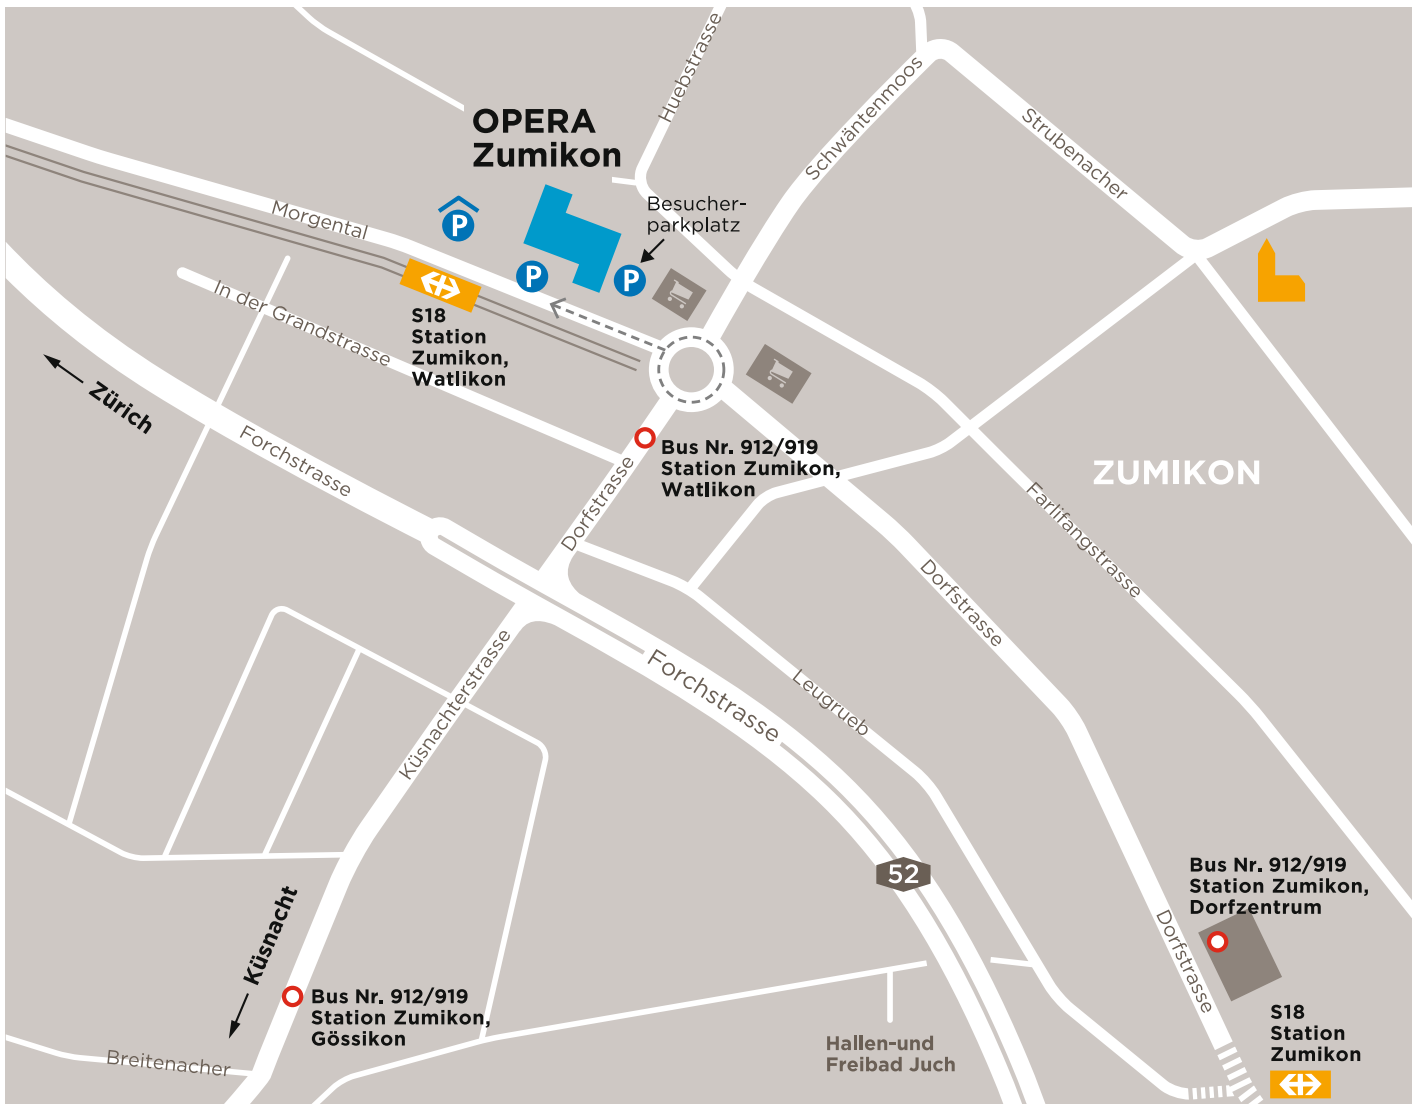 Huebstrasse
Schwäntenmoos
OPERA
Zumikon
Strubenacher
Besucher-
parkplatz
Morgental
P
P
P
In der Grandstrasse
S18
Station
Zumikon,
Watlikon
Zürich
Forchstrasse
Bus Nr. 912/919
Station Zumikon,
Watlikon
ZUMIKON
Dorfstrasse
Farlifangstrasse
Dorfstrasse
Küsnachterstrasse
Forchstrasse
Leugrueb
52
Bus Nr. 912/919
Station Zumikon,
Dorfzentrum
Dorfstrasse
Küsnacht
Bus Nr. 912/919
Station Zumikon,
Gössikon
Breitenacher
Hallen-und
Freibad Juch
S18
Station
Zumikon